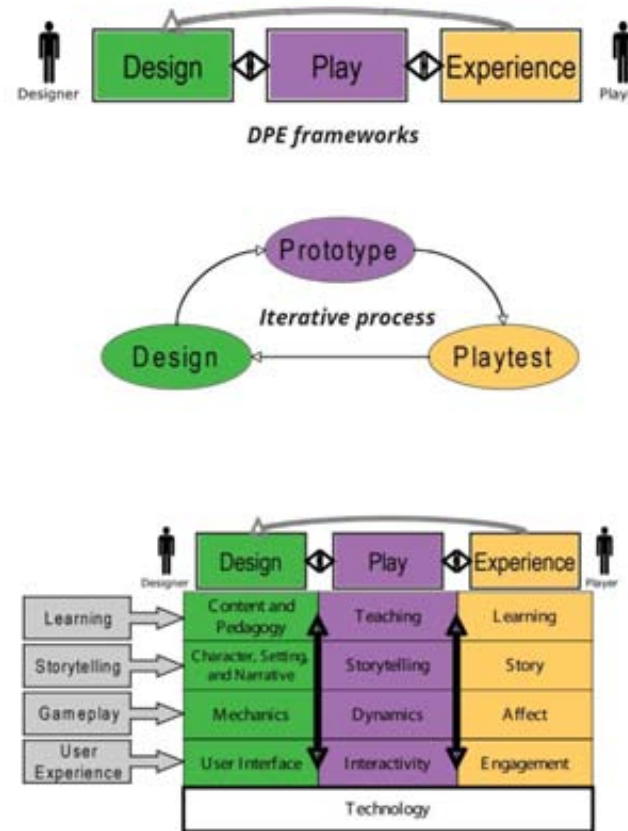 Design
Play
Experience
Designer
Play
DPE frameworks
Prototype
Iterative process
Design
Playtest
Design
Play
Experience
Designer
Player
Learning
Content and
Pedagogy
Teaching
Learning
Storytelling
Character, Setting,
and Narrative
Storytelling
Story
Gameplay
Mechanics
Dynamics
Affect
User
Experience
User Interface
Interactivity
Engagement
Technology